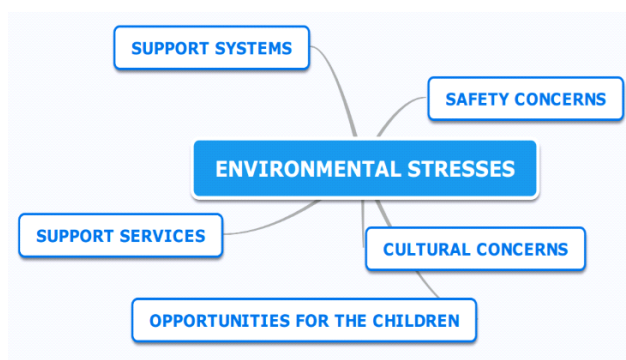 SUPPORT SYSTEMS
SAFETY CONCERNS
ENVIRONMENTAL STRESSES
SUPPORT SERVICES
CULTURAL CONCERNS
OPPORTUNITIES FOR THE CHILDREN